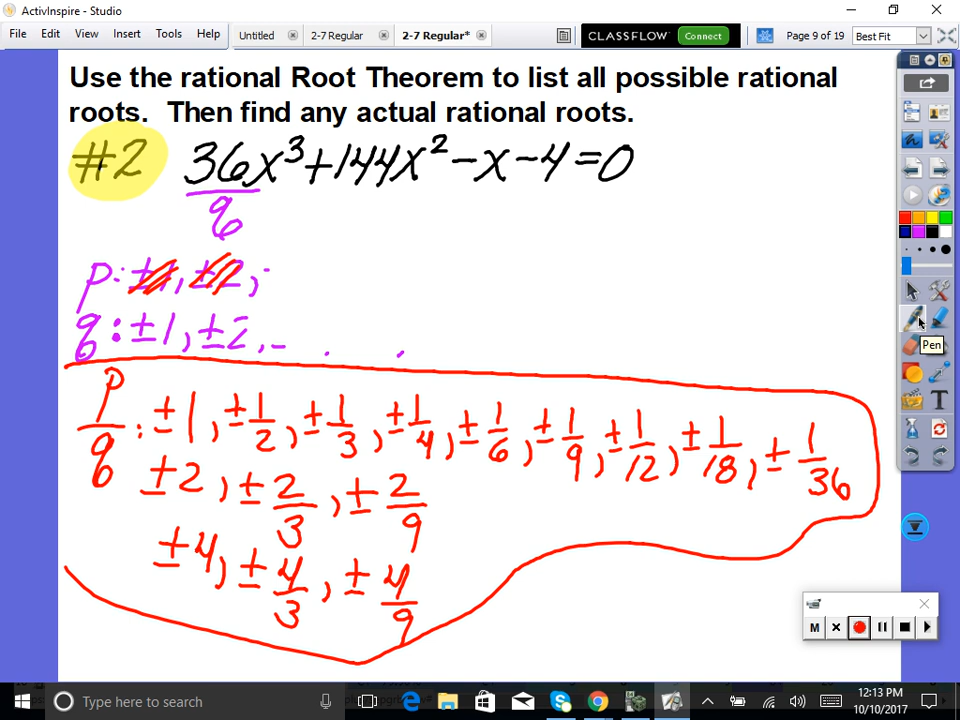 ActivInspire - Studio
File Edit View Insert Tools Help
Untitled 2-7 Regular 2-7 Regular*
CLASSFLOW Connect
Page 9 of 19 Best Fit
Use the rational Root Theorem to list all possible rational
roots. Then find any actual rational roots.
#2 36x³+144x²-x-4=0
q
p: ±1, ±2,
q: ±1, ±2,
p/q: ±1, ±1/2, ±1/3, ±1/4, ±1/6, ±1/9, ±1/12, ±1/18, ±1/36
±2, ±2/3, ±2/9
±4, ±4/3, ±4/9
Pen
M
Type here to search
12:13 PM
10/10/2017